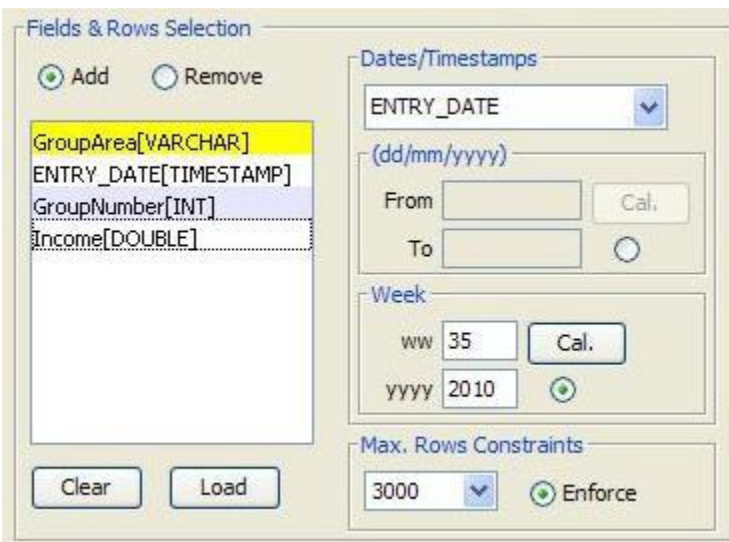 Fields & Rows Selection
Add Remove
GroupArea[VARCHAR]
ENTRY_DATE[TIMESTAMP]
GroupNumber[INT]
Income[DOUBLE]
Clear Load
Dates/Timestamps
ENTRY_DATE
(dd/mm/yyyy)
From Cal.
To
Week
ww 35 Cal.
yyyy 2010
Max. Rows Constraints
3000 Enforce